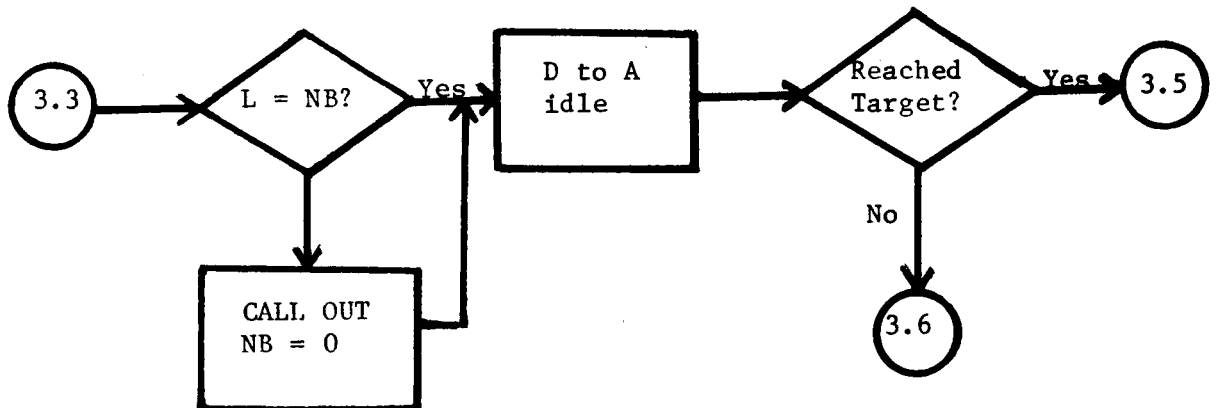 3.3
L = NB?
Yes
D to A
idle
Reached
Target?
Yes
3.5
No
CALL OUT
NB = 0
3.6